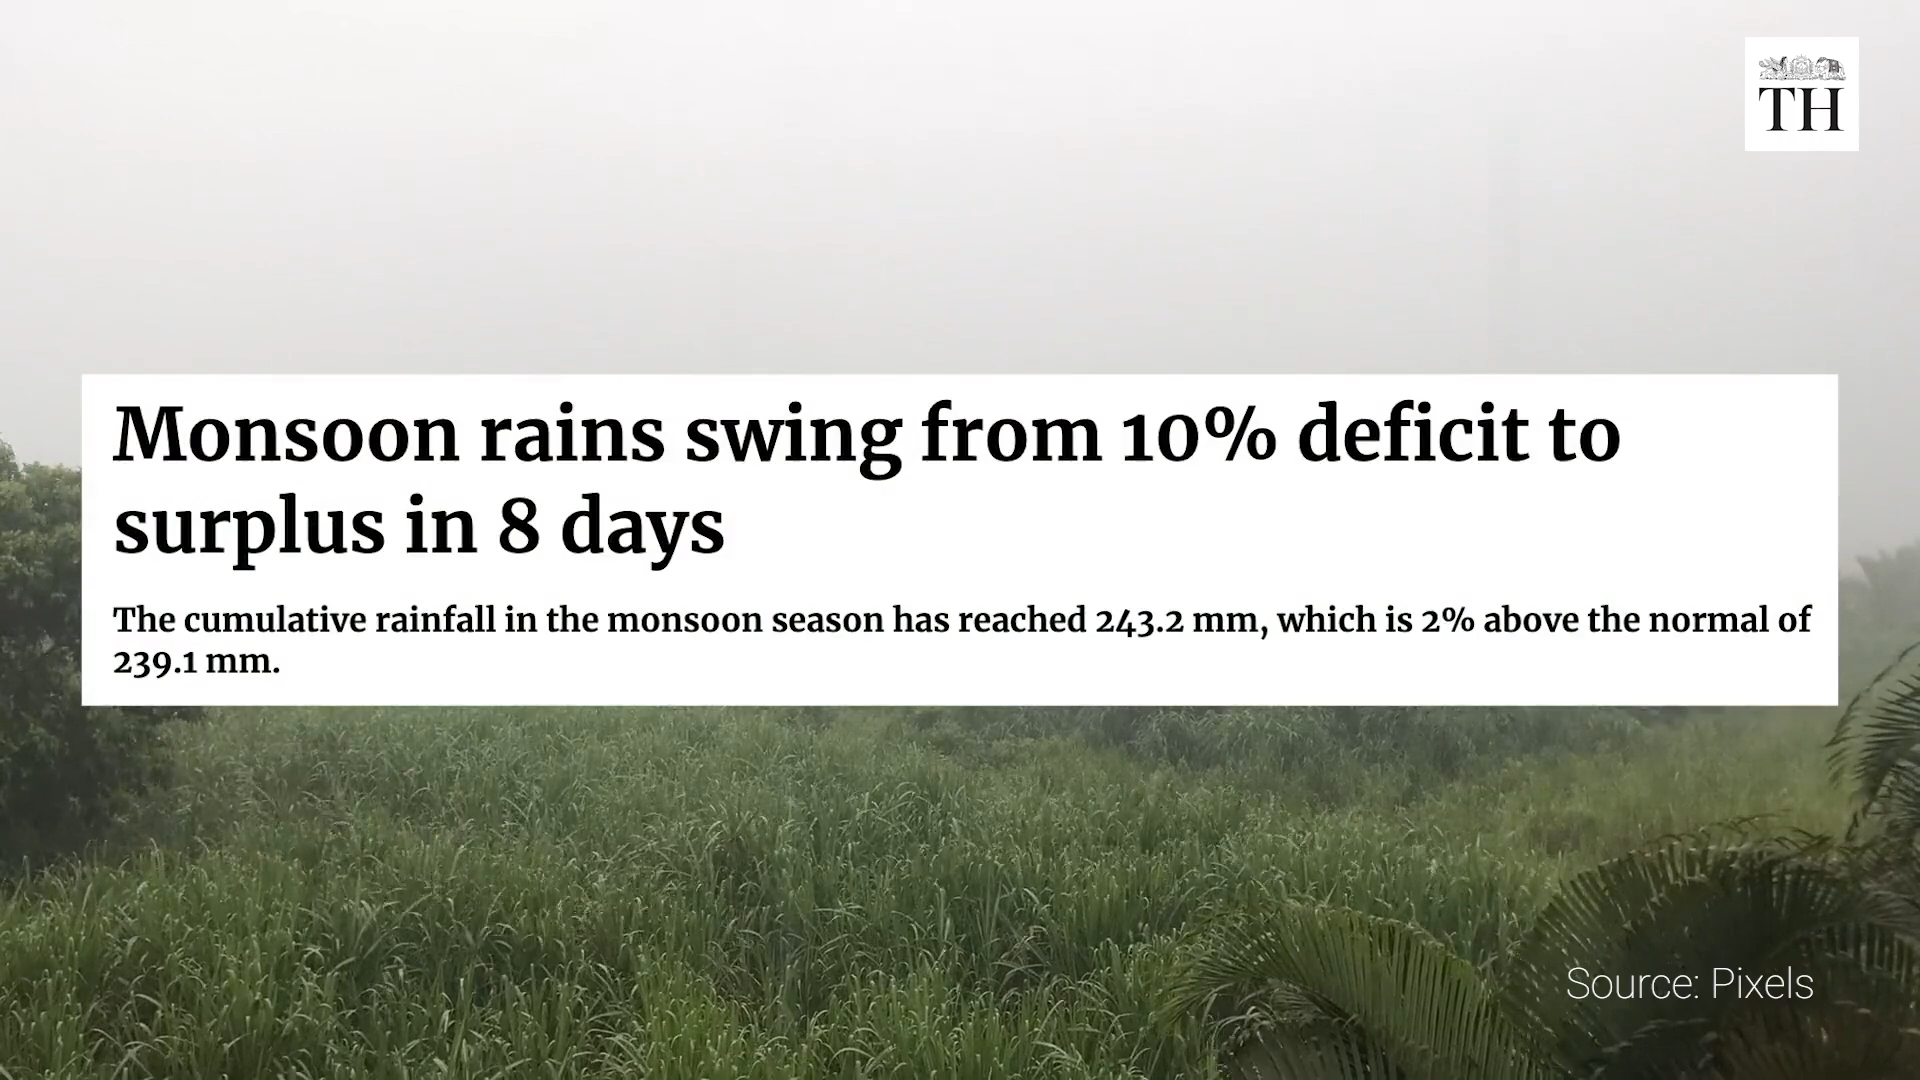 TH
Monsoon rains swing from 10% deficit to
surplus in 8 days
The cumulative rainfall in the monsoon season has reached 243.2 mm, which is 2% above the normal of
239.1 mm.
Source: Pixels